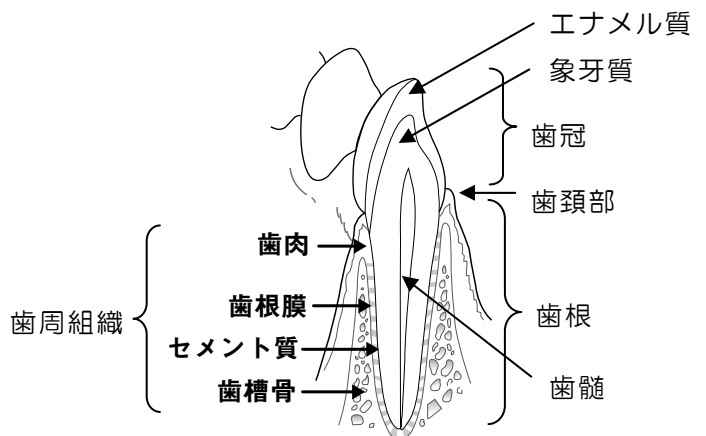 エナメル質
象牙質
歯冠
歯頚部
歯肉
歯根膜
歯周組織
セメント質
歯槽骨
歯根
歯髄